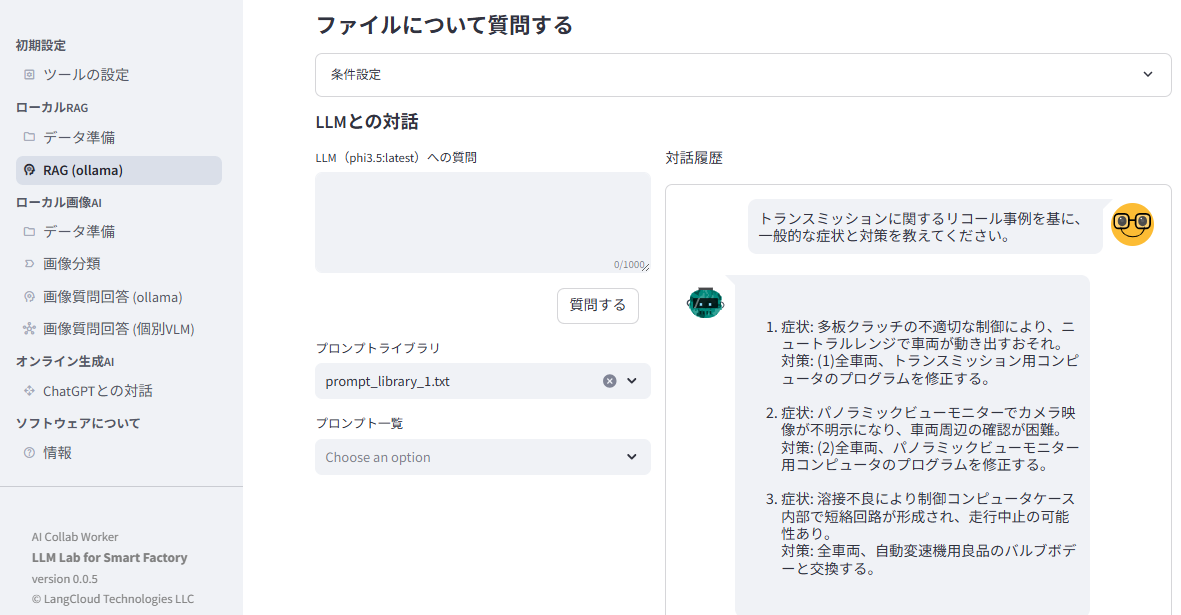 初期設定
ツールの設定
ローカルRAG
データ準備
RAG (ollama)
ローカル画像AI
データ準備
画像分類
画像質問回答 (ollama)
画像質問回答 (個別VLM)
オンライン生成AI
ChatGPTとの対話
ソフトウェアについて
情報
AI Collab Worker
LLM Lab for Smart Factory
version 0.0.5
© LangCloud Technologies LLC
ファイルについて質問する
条件設定
LLMとの対話
LLM（phi3.5:latest）への質問
0/1000
質問する
プロンプトライブラリ
prompt_library_1.txt
プロンプト一覧
Choose an option
対話履歴
トランスミッションに関するリコール事例を基に、
一般的な症状と対策を教えてください。
1. 症状: 多板クラッチの不適切な制御により、ニ
ュートラルレンジで車両が動き出すおそれ。
対策: (1)全車両、トランスミッション用コンピ
ュータのプログラムを修正する。
2. 症状: パノラミックビューモニターでカメラ映
像が不明示になり、車両周辺の確認が困難。
対策: (2)全車両、パノラミックビューモニター
用コンピュータのプログラムを修正する。
3. 症状: 溶接不良により制御コンピュータケース
内部で短絡回路が形成され、走行中止の可能
性あり。
対策: 全車両、自動変速機用良品のバルブボデ
ーと交換する。